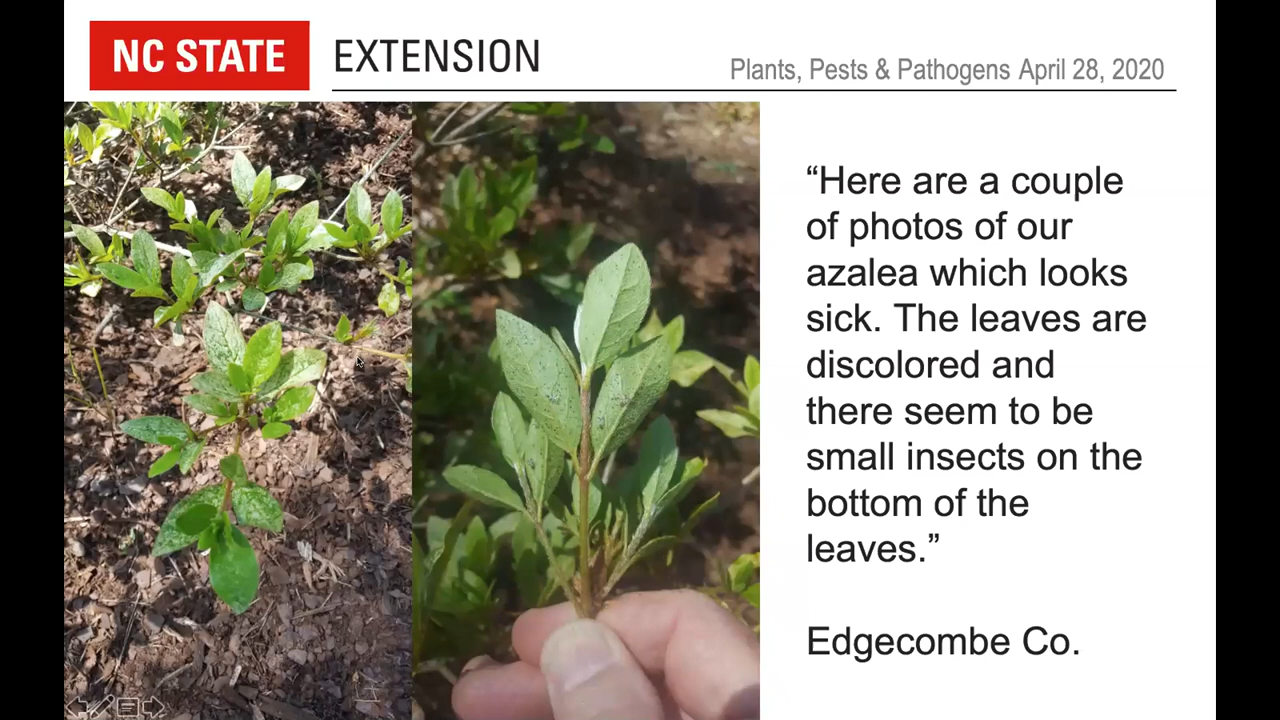 NC STATE EXTENSION
Plants, Pests & Pathogens April 28, 2020
“Here are a couple
of photos of our
azalea which looks
sick. The leaves are
discolored and
there seem to be
small insects on the
bottom of the
leaves.”
Edgecombe Co.